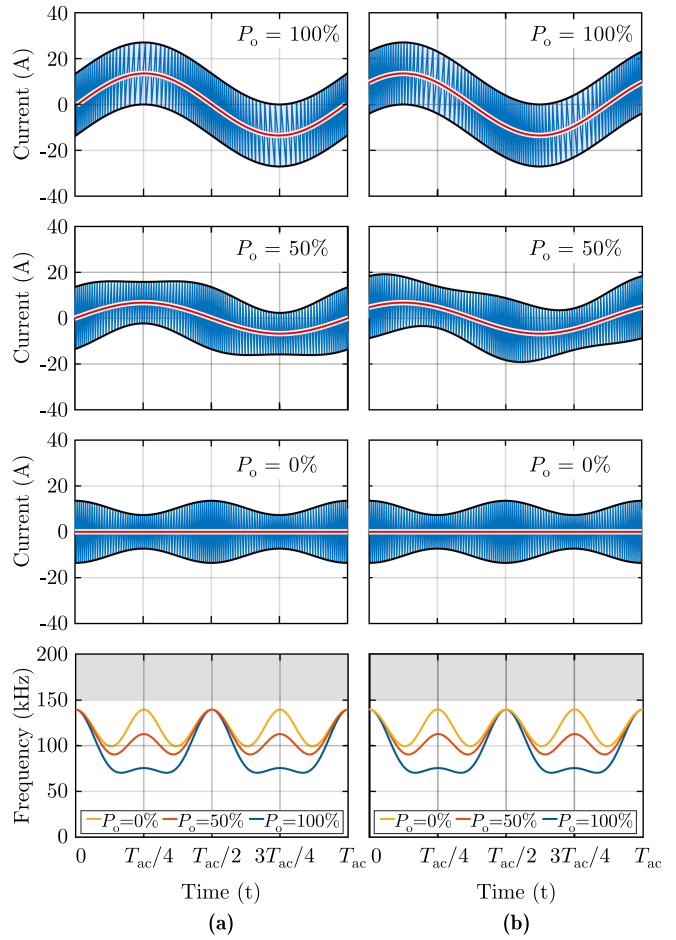 40
20
0
-20
-40
Current (A)
P_o = 100%
P_o = 100%
40
20
0
-20
-40
Current (A)
P_o = 50%
P_o = 50%
40
20
0
-20
-40
Current (A)
P_o = 0%
P_o = 0%
200
150
100
50
0
Frequency (kHz)
P_o=0% P_o=50% P_o=100%
P_o=0% P_o=50% P_o=100%
0 T_ac/4 T_ac/2 3T_ac/4 T_ac
0 T_ac/4 T_ac/2 3T_ac/4 T_ac
Time (t)
Time (t)
(a)
(b)